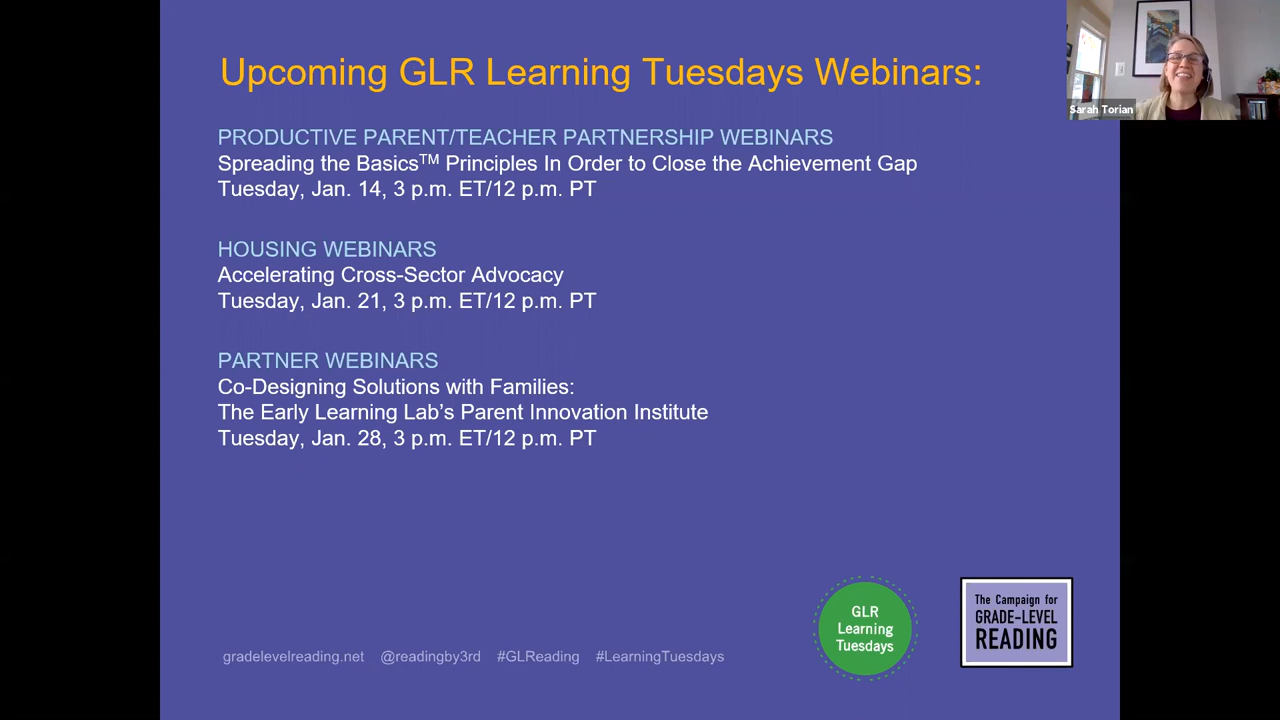 Upcoming GLR Learning Tuesdays Webinars:
Sarah Torian
PRODUCTIVE PARENT/TEACHER PARTNERSHIP WEBINARS
Spreading the Basics™ Principles In Order to Close the Achievement Gap
Tuesday, Jan. 14, 3 p.m. ET/12 p.m. PT
HOUSING WEBINARS
Accelerating Cross-Sector Advocacy
Tuesday, Jan. 21, 3 p.m. ET/12 p.m. PT
PARTNER WEBINARS
Co-Designing Solutions with Families:
The Early Learning Lab’s Parent Innovation Institute
Tuesday, Jan. 28, 3 p.m. ET/12 p.m. PT
GLR
Learning
Tuesdays
The Campaign for
GRADE-LEVEL
READING
gradelevelreading.net @readingby3rd #GLReading #LearningTuesdays